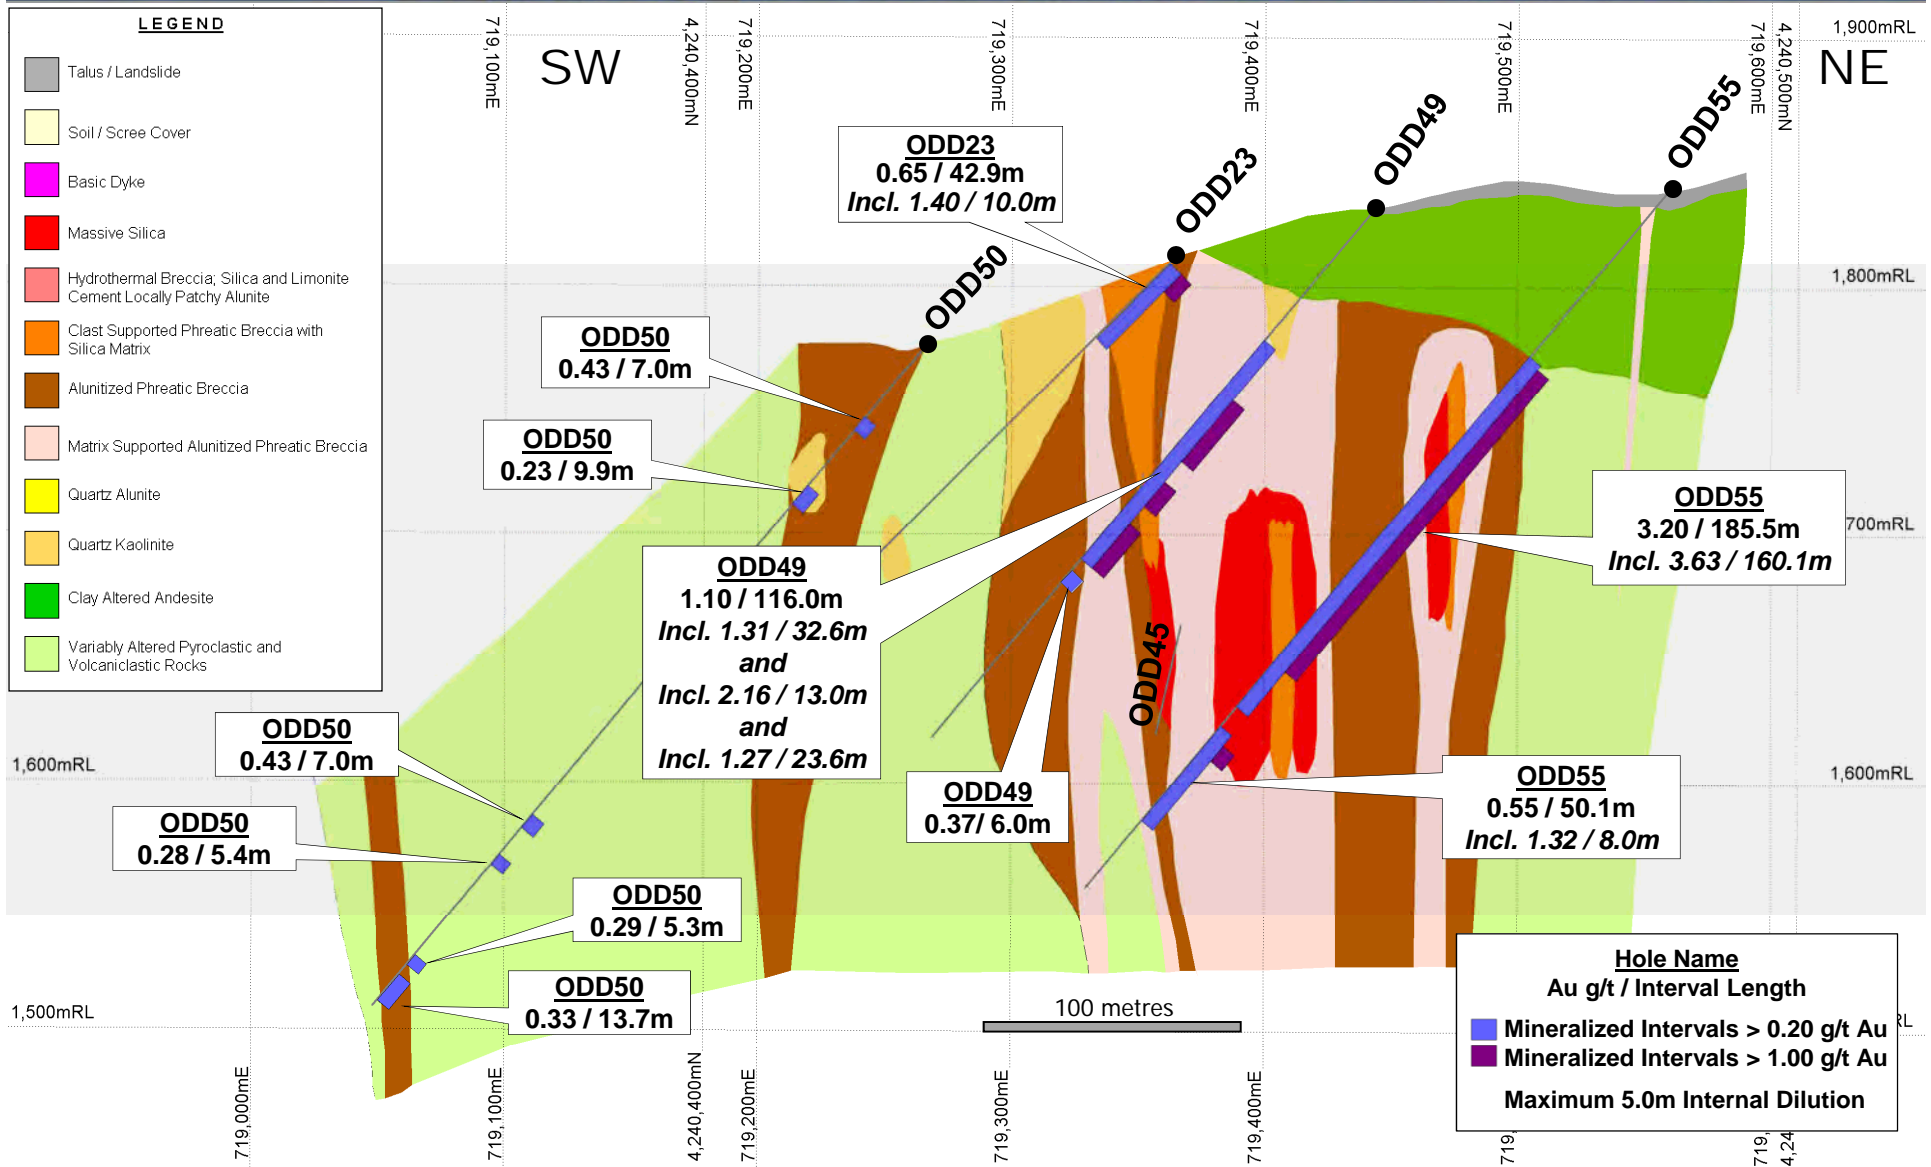 LEGEND
Talus / Landslide
Soil / Scree Cover
Basic Dyke
Massive Silica
Hydrothermal Breccia; Silica and Limonite
Cement Locally Patchy Alunite
Clast Supported Phreatic Breccia with
Silica Matrix
Alunitized Phreatic Breccia
Matrix Supported Alunitized Phreatic Breccia
Quartz Alunite
Quartz Kaolinite
Clay Altered Andesite
Variably Altered Pyroclastic and
Volcaniclastic Rocks
719,100mE
SW
4,240,400mN
719,200mE
719,300mE
719,400mE
719,500mE
719,600mE
4,240,500mN
1,900mRL
NE
ODD50
ODD23
ODD49
ODD55
ODD45
ODD23
0.65 / 42.9m
Incl. 1.40 / 10.0m
1,800mRL
ODD50
0.43 / 7.0m
ODD50
0.23 / 9.9m
ODD55
3.20 / 185.5m
Incl. 3.63 / 160.1m
700mRL
ODD49
1.10 / 116.0m
Incl. 1.31 / 32.6m
and
Incl. 2.16 / 13.0m
and
Incl. 1.27 / 23.6m
ODD50
0.43 / 7.0m
1,600mRL
1,600mRL
ODD49
0.37/ 6.0m
ODD55
0.55 / 50.1m
Incl. 1.32 / 8.0m
ODD50
0.28 / 5.4m
ODD50
0.29 / 5.3m
ODD50
0.33 / 13.7m
1,500mRL
100 metres
Hole Name
Au g/t / Interval Length
Mineralized Intervals > 0.20 g/t Au
Mineralized Intervals > 1.00 g/t Au
Maximum 5.0m Internal Dilution
RL
719,000mE
719,100mE
4,240,400mN
719,200mE
719,300mE
719,400mE
719,
719,
4,24